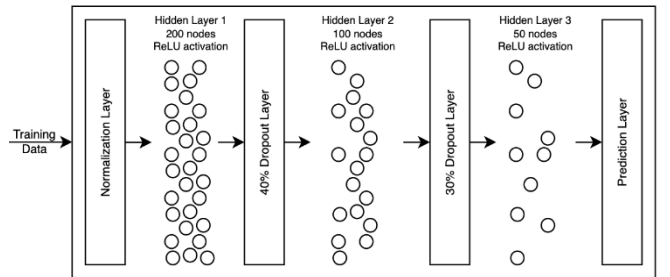 Hidden Layer 1
200 nodes
ReLU activation
Hidden Layer 2
100 nodes
ReLU activation
Hidden Layer 3
50 nodes
ReLU activation
Training
Data
Normalization Layer
40% Dropout Layer
30% Dropout Layer
Prediction Layer